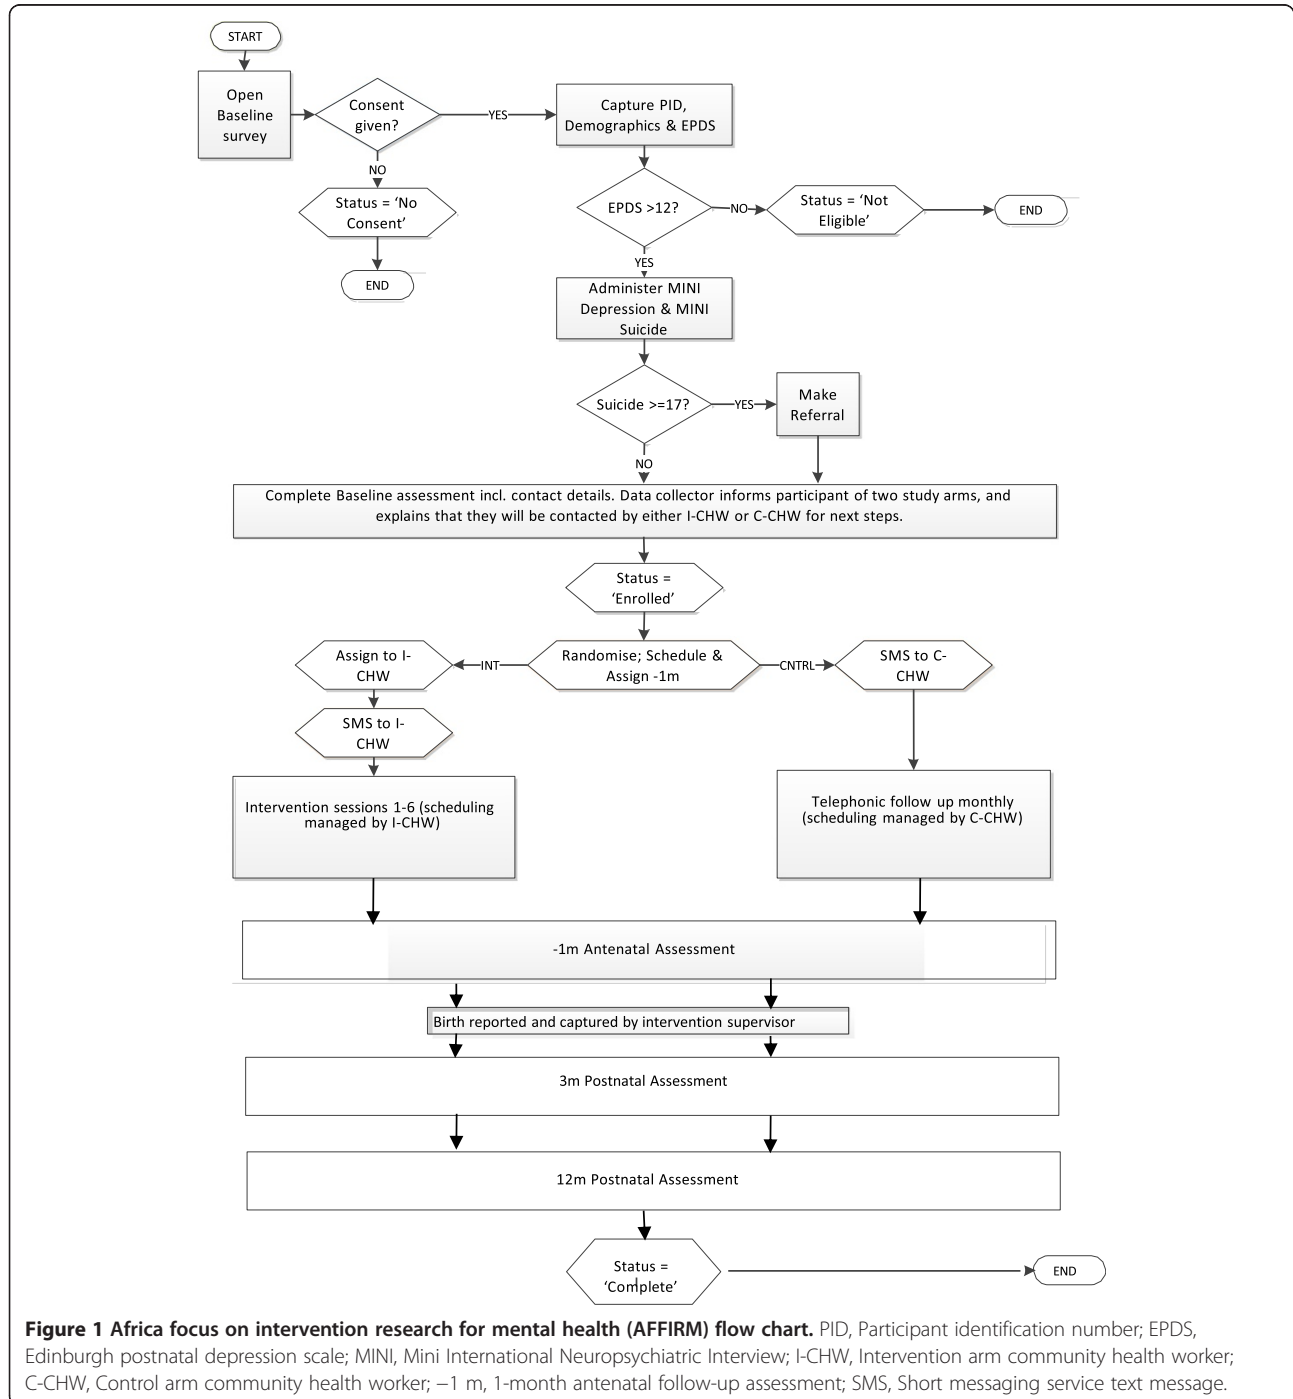 START
Open
Baseline
survey
Consent
given?
YES
Capture PID,
Demographics & EPDS
NO
Status = ‘No
Consent’
END
EPDS >12?
NO
Status = ‘Not
Eligible’
END
YES
Administer MINI
Depression & MINI
Suicide
Suicide >=17?
YES
Make
Referral
NO
Complete Baseline assessment incl. contact details. Data collector informs participant of two study arms, and
explains that they will be contacted by either I-CHW or C-CHW for next steps.
Status =
‘Enrolled’
Assign to I-
CHW
INT
Randomise; Schedule &
Assign -1m
CNTRL
SMS to C-
CHW
SMS to I-
CHW
Intervention sessions 1-6 (scheduling
managed by I-CHW)
Telephonic follow up monthly
(scheduling managed by C-CHW)
-1m Antenatal Assessment
Birth reported and captured by intervention supervisor
3m Postnatal Assessment
12m Postnatal Assessment
Status =
‘Complete’
END
Figure 1 Africa focus on intervention research for mental health (AFFIRM) flow chart. PID, Participant identification number; EPDS,
Edinburgh postnatal depression scale; MINI, Mini International Neuropsychiatric Interview; I-CHW, Intervention arm community health worker;
C-CHW, Control arm community health worker; −1 m, 1-month antenatal follow-up assessment; SMS, Short messaging service text message.